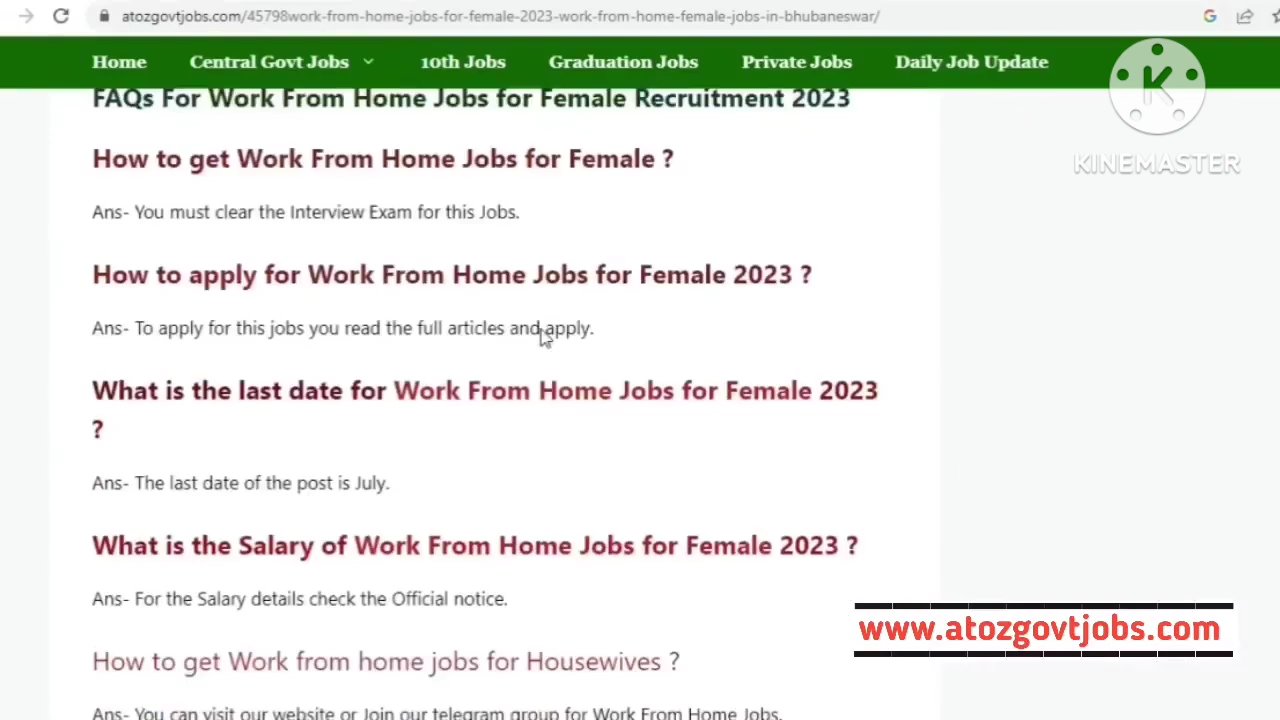 atozgovtjobs.com/45798work-from-home-jobs-for-female-2023-work-from-home-female-jobs-in-bhubaneswar/
Home Central Govt Jobs 10th Jobs Graduation Jobs Private Jobs Daily Job Update
FAQs For Work From Home Jobs for Female Recruitment 2023
KINEMASTER
How to get Work From Home Jobs for Female ?
Ans- You must clear the Interview Exam for this Jobs.
How to apply for Work From Home Jobs for Female 2023 ?
Ans- To apply for this jobs you read the full articles and apply.
What is the last date for Work From Home Jobs for Female 2023
?
Ans- The last date of the post is July.
What is the Salary of Work From Home Jobs for Female 2023 ?
Ans- For the Salary details check the Official notice.
www.atozgovtjobs.com
How to get Work from home jobs for Housewives ?
Ans- You can visit our website or Join our telegram group for Work From Home Jobs.